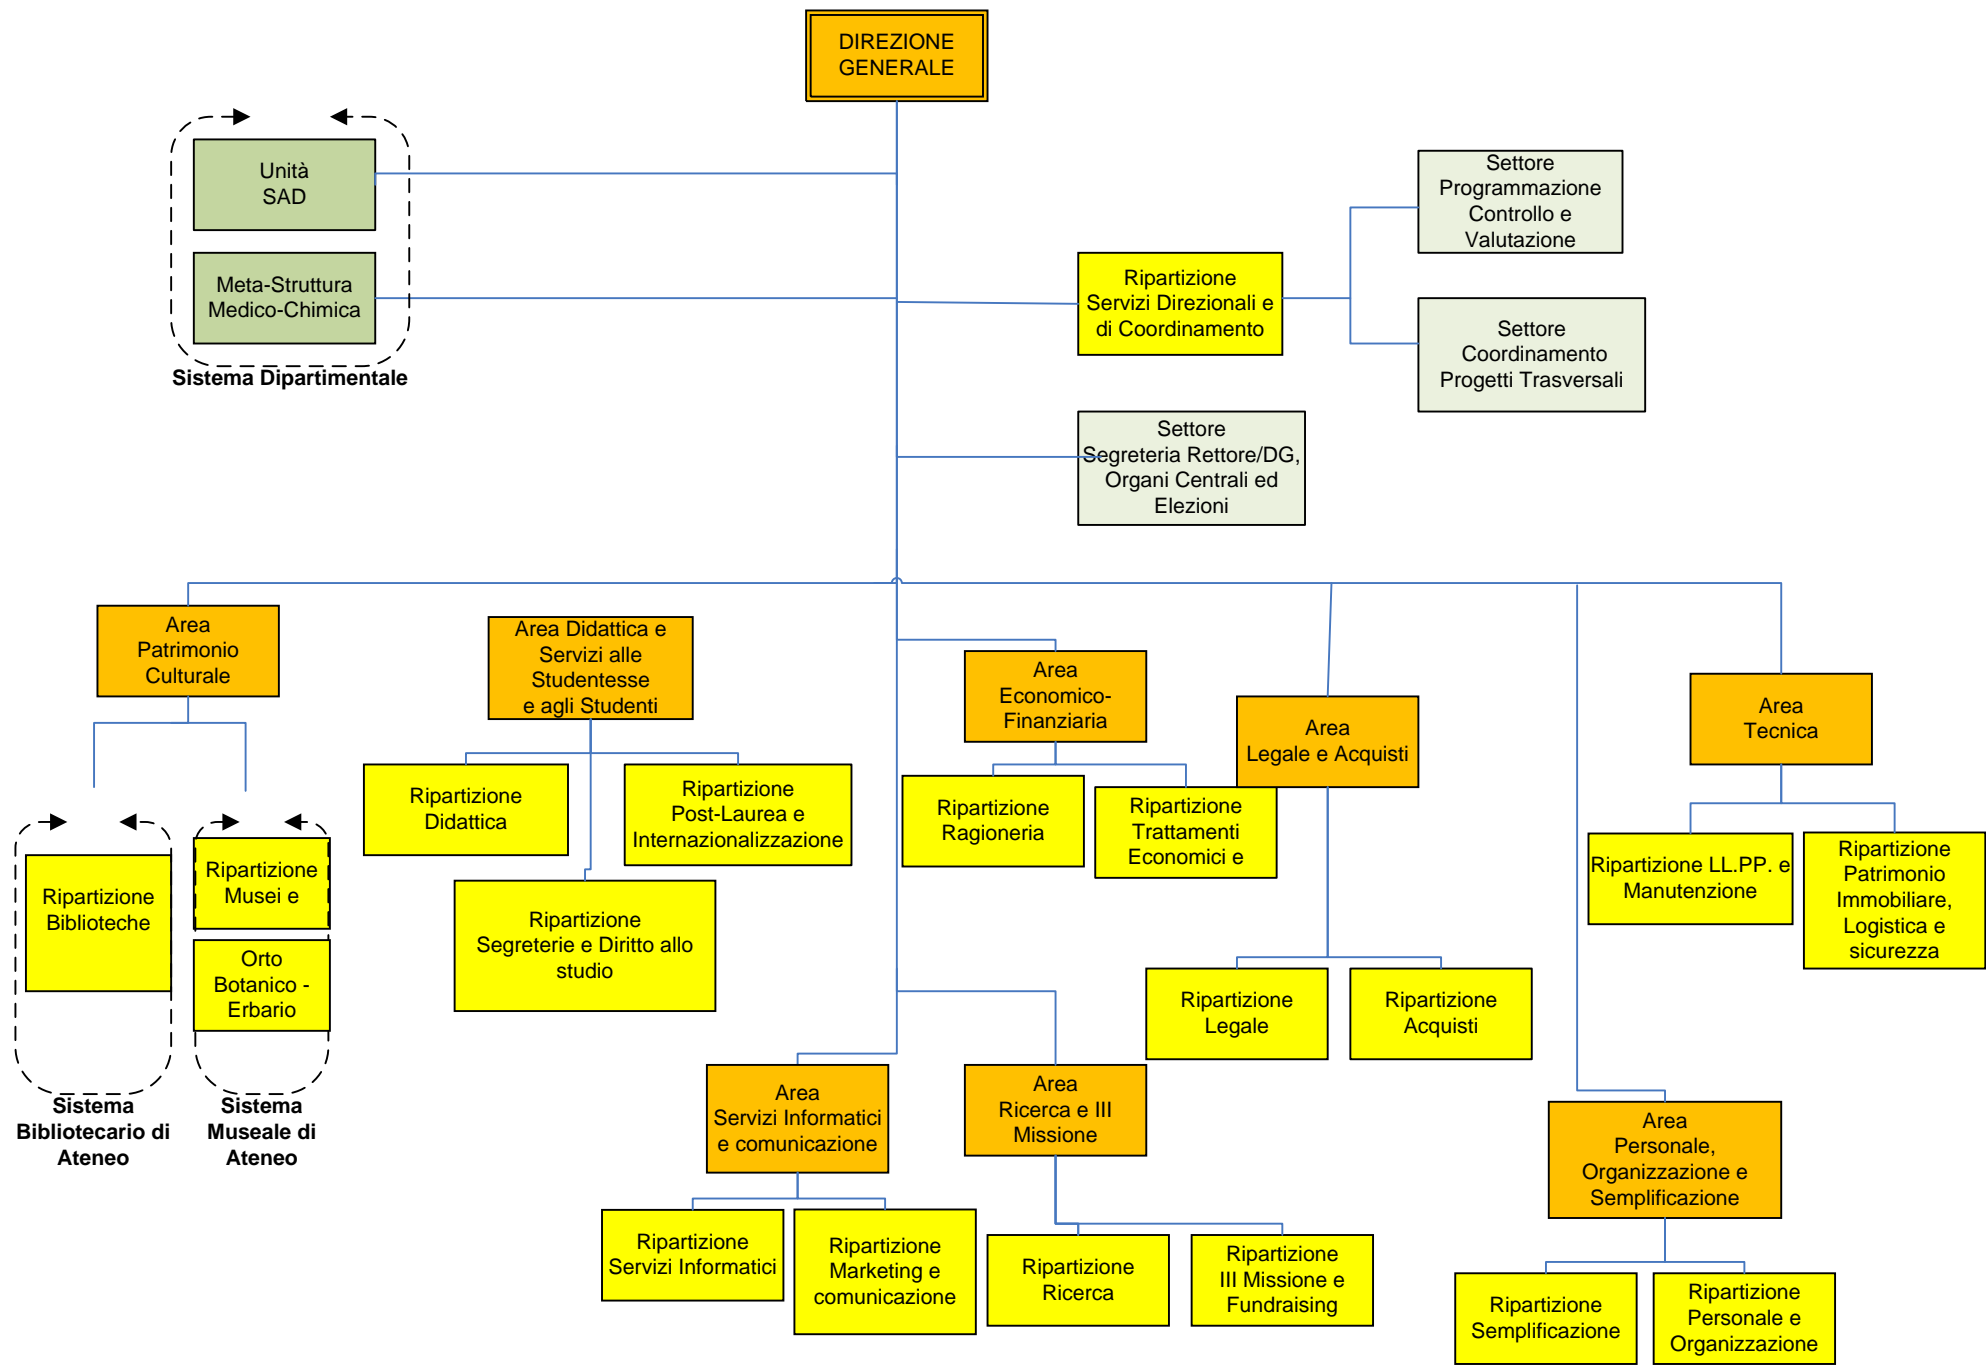 DIREZIONE
GENERALE
Unità
SAD
Meta-Struttura
Medico-Chimica
Sistema Dipartimentale
Settore
Programmazione
Controllo e
Valutazione
Ripartizione
Servizi Direzionali e
di Coordinamento
Settore
Coordinamento
Progetti Trasversali
Settore
Segreteria Rettore/DG,
Organi Centrali ed
Elezioni
Area
Patrimonio
Culturale
Area Didattica e
Servizi alle
Studentesse
e agli Studenti
Area
Economico-
Finanziaria
Area
Legale e Acquisti
Area
Tecnica
Ripartizione
Didattica
Ripartizione
Post-Laurea e
Internazionalizzazione
Ripartizione
Ragioneria
Ripartizione
Trattamenti
Economici e
Ripartizione LL.PP. e
Manutenzione
Ripartizione
Patrimonio
Immobiliare,
Logistica e
sicurezza
Ripartizione
Biblioteche
Ripartizione
Musei e
Orto
Botanico -
Erbario
Ripartizione
Segreterie e Diritto allo
studio
Ripartizione
Legale
Ripartizione
Acquisti
Sistema
Bibliotecario di
Ateneo
Sistema
Museale di
Ateneo
Area
Servizi Informatici
e comunicazione
Area
Ricerca e III
Missione
Area
Personale,
Organizzazione e
Semplificazione
Ripartizione
Servizi Informatici
Ripartizione
Marketing e
comunicazione
Ripartizione
Ricerca
Ripartizione
III Missione e
Fundraising
Ripartizione
Semplificazione
Ripartizione
Personale e
Organizzazione